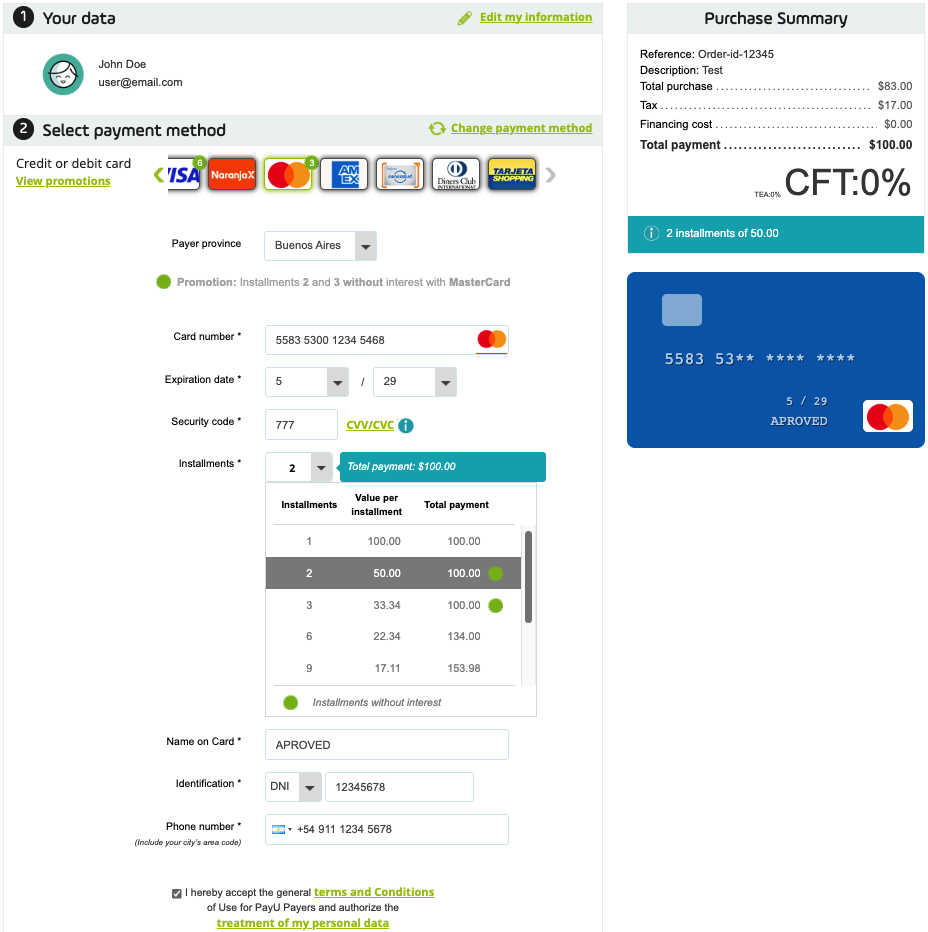 1 Your data
Edit my information
John Doe
user@email.com
2 Select payment method
Change payment method
Credit or debit card
View promotions
VISA 6 NaranjaX 3 AM EX cencosud Diners Club INTERNATIONAL TARJETA SHOPPING
Payer province Buenos Aires
Promotion: Installments 2 and 3 without interest with MasterCard
Card number * 5583 5300 1234 5468
Expiration date * 5 / 29
Security code * 777 CVV/CVC i
Installments * 2 Total payment: $100.00
Installments Value per installment Total payment
1 100.00 100.00
2 50.00 100.00
3 33.34 100.00
6 22.34 134.00
9 17.11 153.98
Installments without interest
Name on Card * APROVED
Identification * DNI 12345678
Phone number * +54 911 1234 5678
(Include your city's area code)
I hereby accept the general terms and Conditions
of Use for PayU Payers and authorize the
treatment of my personal data
Purchase Summary
Reference: Order-id-12345
Description: Test
Total purchase ................................ $83.00
Tax ................................ $17.00
Financing cost ................................ $0.00
Total payment ................................ $100.00
TEA:0% CFT:0%
i 2 installments of 50.00
5583 53** **** ****
5 / 29
APROVED